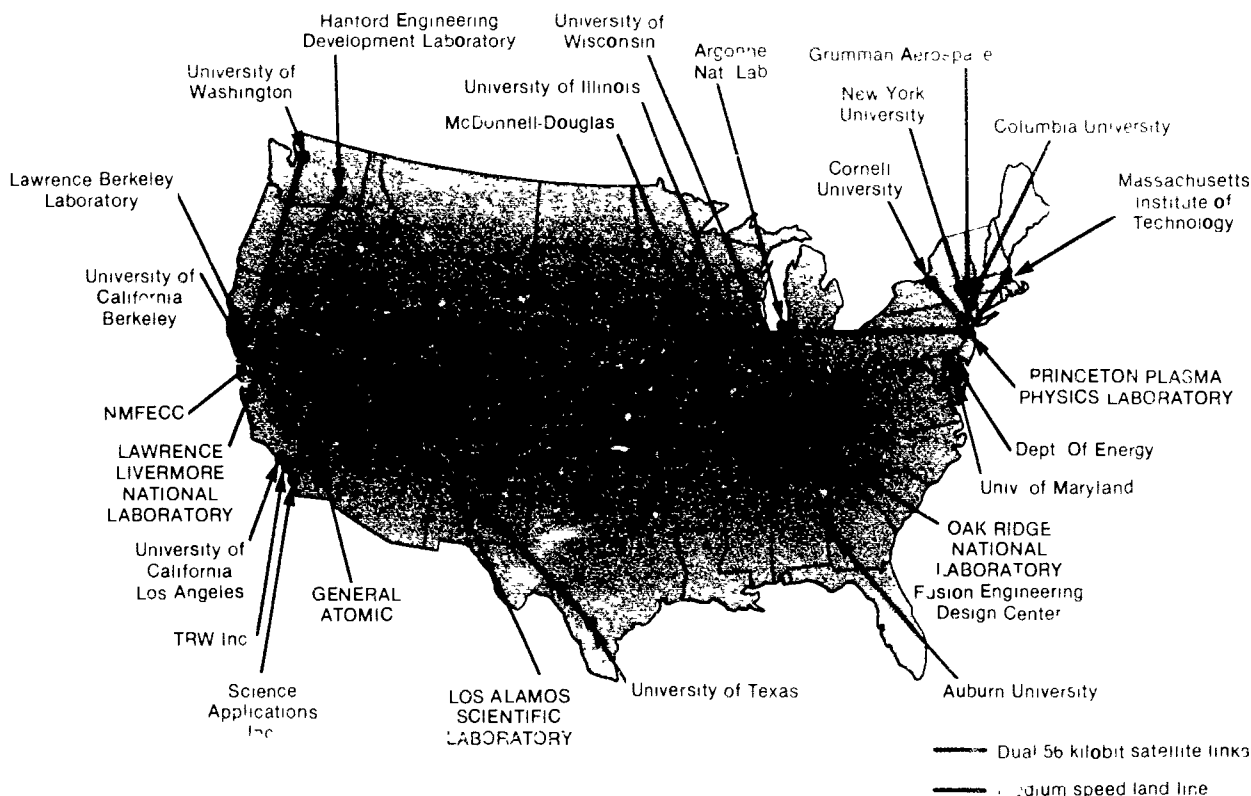 Hanford Engineering
Development Laboratory
University of
Wisconsin
Argonne
Nat Lab
Grumman Aerospace
University of
Washington
University of Illinois
New York
University
McDonnell-Douglas
Columbia University
Lawrence Berkeley
Laboratory
Cornell
University
Massachusetts
Institute of
Technology
University of
California
Berkeley
NMFECC
PRINCETON PLASMA
PHYSICS LABORATORY
LAWRENCE
LIVERMORE
NATIONAL
LABORATORY
Dept Of Energy
Univ of Maryland
University of
California
Los Angeles
GENERAL
ATOMIC
OAK RIDGE
NATIONAL
LABORATORY
Fusion Engineering
Design Center
TRW Inc
Science
Applications
Inc
LOS ALAMOS
SCIENTIFIC
LABORATORY
University of Texas
Auburn University
Dual 56 kilobit satellite links
Medium speed land line